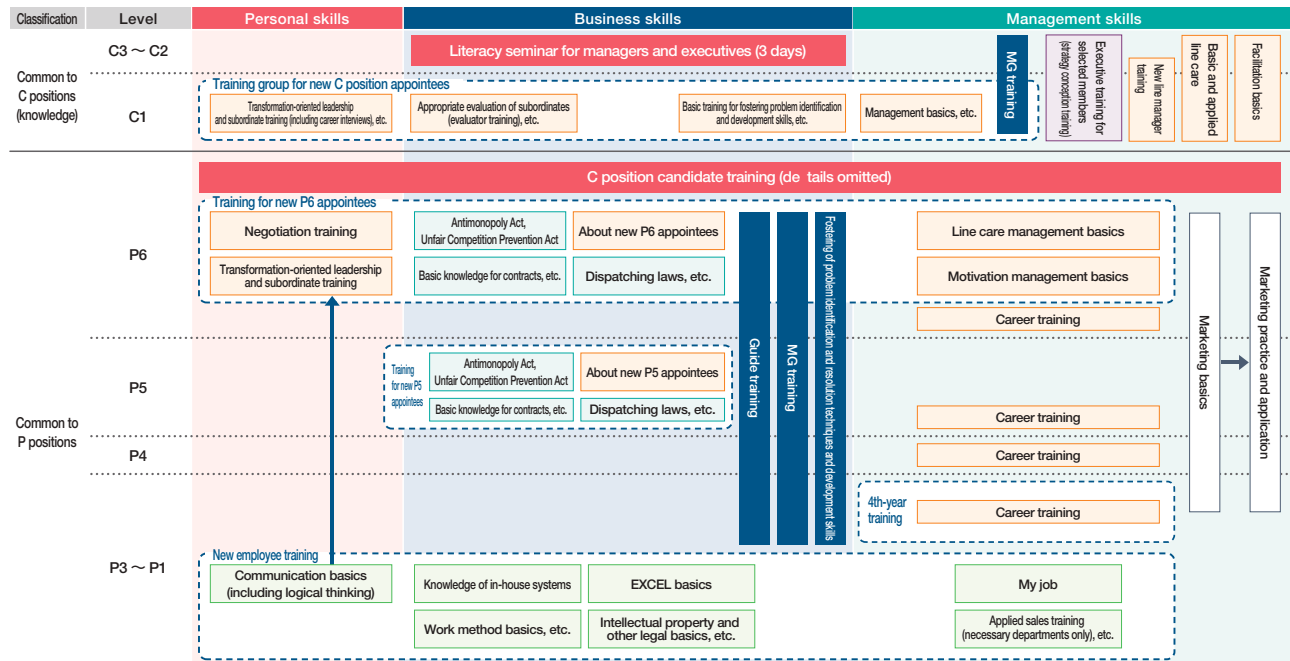 Classification
Level
Personal skills
Business skills
Management skills
Common to
C positions
(knowledge)
C3 ~ C2
Literacy seminar for managers and executives (3 days)
C1
Training group for new C position appointees
Transformation-oriented leadership
and subordinate training (including career interviews), etc.
Appropriate evaluation of subordinates
(evaluator training), etc.
Basic training for fostering problem identification
and development skills, etc.
Management basics, etc.
MG training
Executive training for
selected members
(strategy conception training)
New line manager
training
Basic and applied
line care
Facilitation basics
C position candidate training (de tails omitted)
Common to
P positions
P6
Training for new P6 appointees
Negotiation training
Transformation-oriented leadership
and subordinate training
Antimonopoly Act,
Unfair Competition Prevention Act
About new P6 appointees
Basic knowledge for contracts, etc.
Dispatching laws, etc.
Guide training
MG training
Fostering of problem identification and resolution techniques and development skills
Line care management basics
Motivation management basics
Career training
Marketing basics
Marketing practice and application
P5
Training
for new P5
appointees
Antimonopoly Act,
Unfair Competition Prevention Act
About new P5 appointees
Basic knowledge for contracts, etc.
Dispatching laws, etc.
Career training
P4
Career training
4th-year
training
Career training
P3 ~ P1
New employee training
Communication basics
(including logical thinking)
Knowledge of in-house systems
EXCEL basics
Work method basics, etc.
Intellectual property and
other legal basics, etc.
My job
Applied sales training
(necessary departments only), etc.